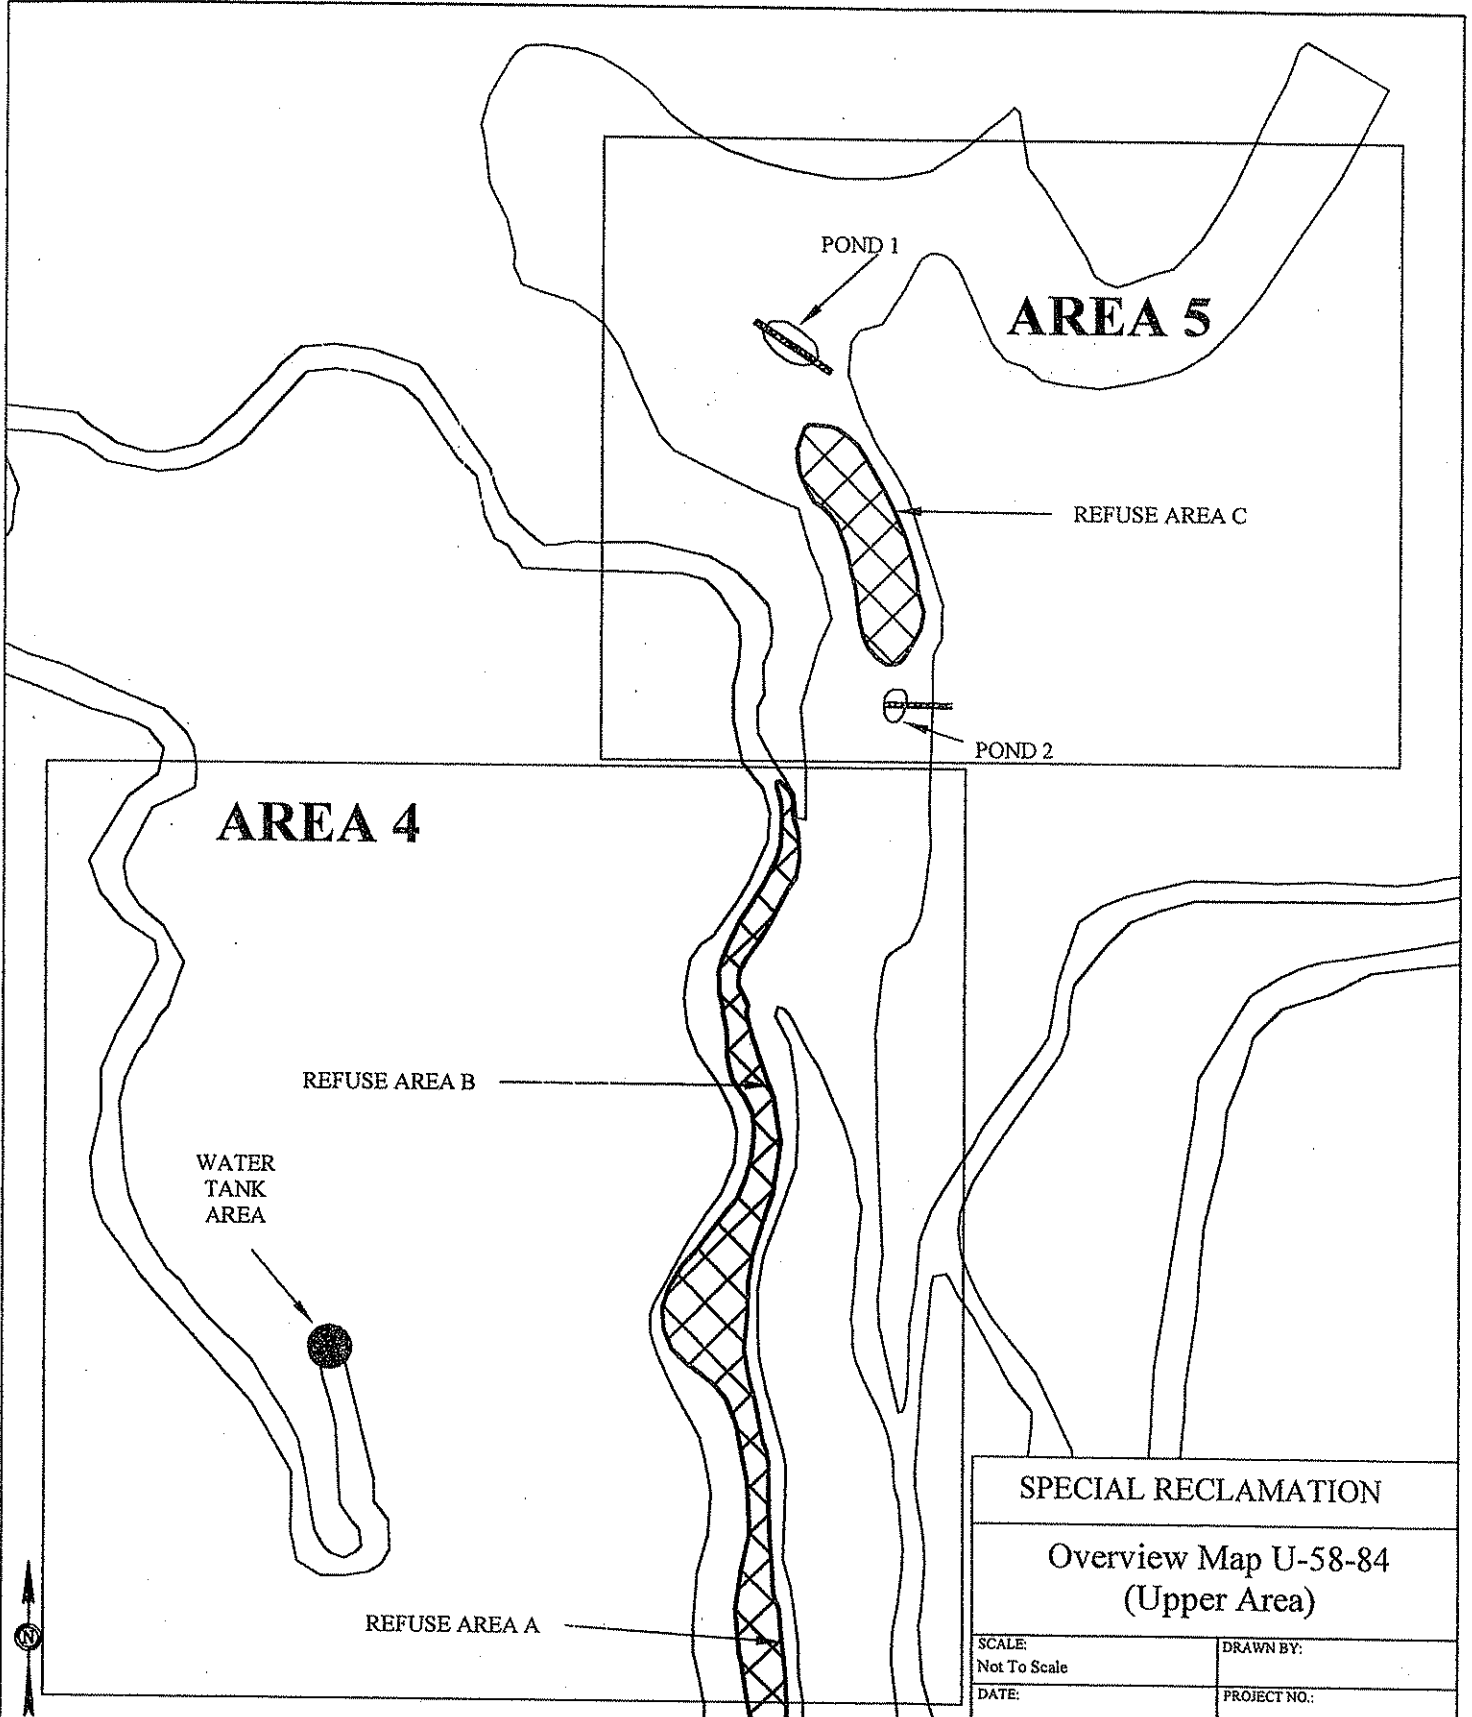 POND 1
AREA 5
REFUSE AREA C
POND 2
AREA 4
REFUSE AREA B
WATER
TANK
AREA
REFUSE AREA A
N
SPECIAL RECLAMATION
Overview Map U-58-84
(Upper Area)
SCALE:
Not To Scale
DRAWN BY:
DATE:
PROJECT NO.: